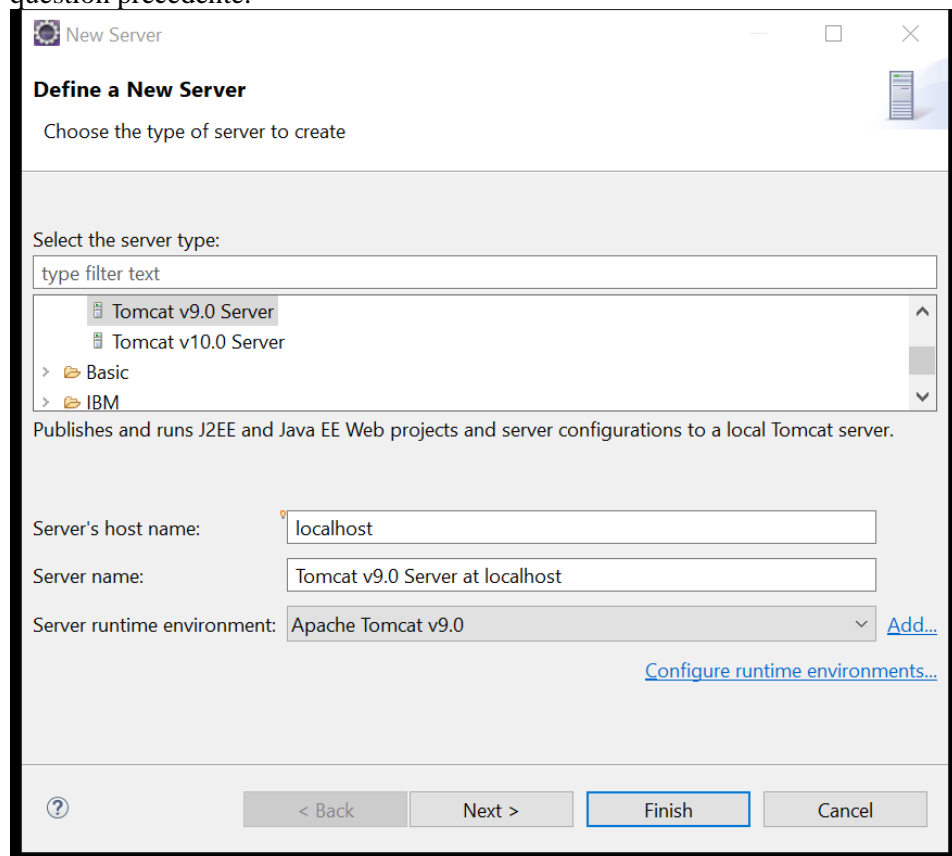 question précédente.
New Server
Define a New Server
Choose the type of server to create
Select the server type:
type filter text
Tomcat v9.0 Server
Tomcat v10.0 Server
Basic
IBM
Publishes and runs J2EE and Java EE Web projects and server configurations to a local Tomcat server.
Server's host name: localhost
Server name: Tomcat v9.0 Server at localhost
Server runtime environment: Apache Tomcat v9.0 Add...
Configure runtime environments...
? < Back Next > Finish Cancel